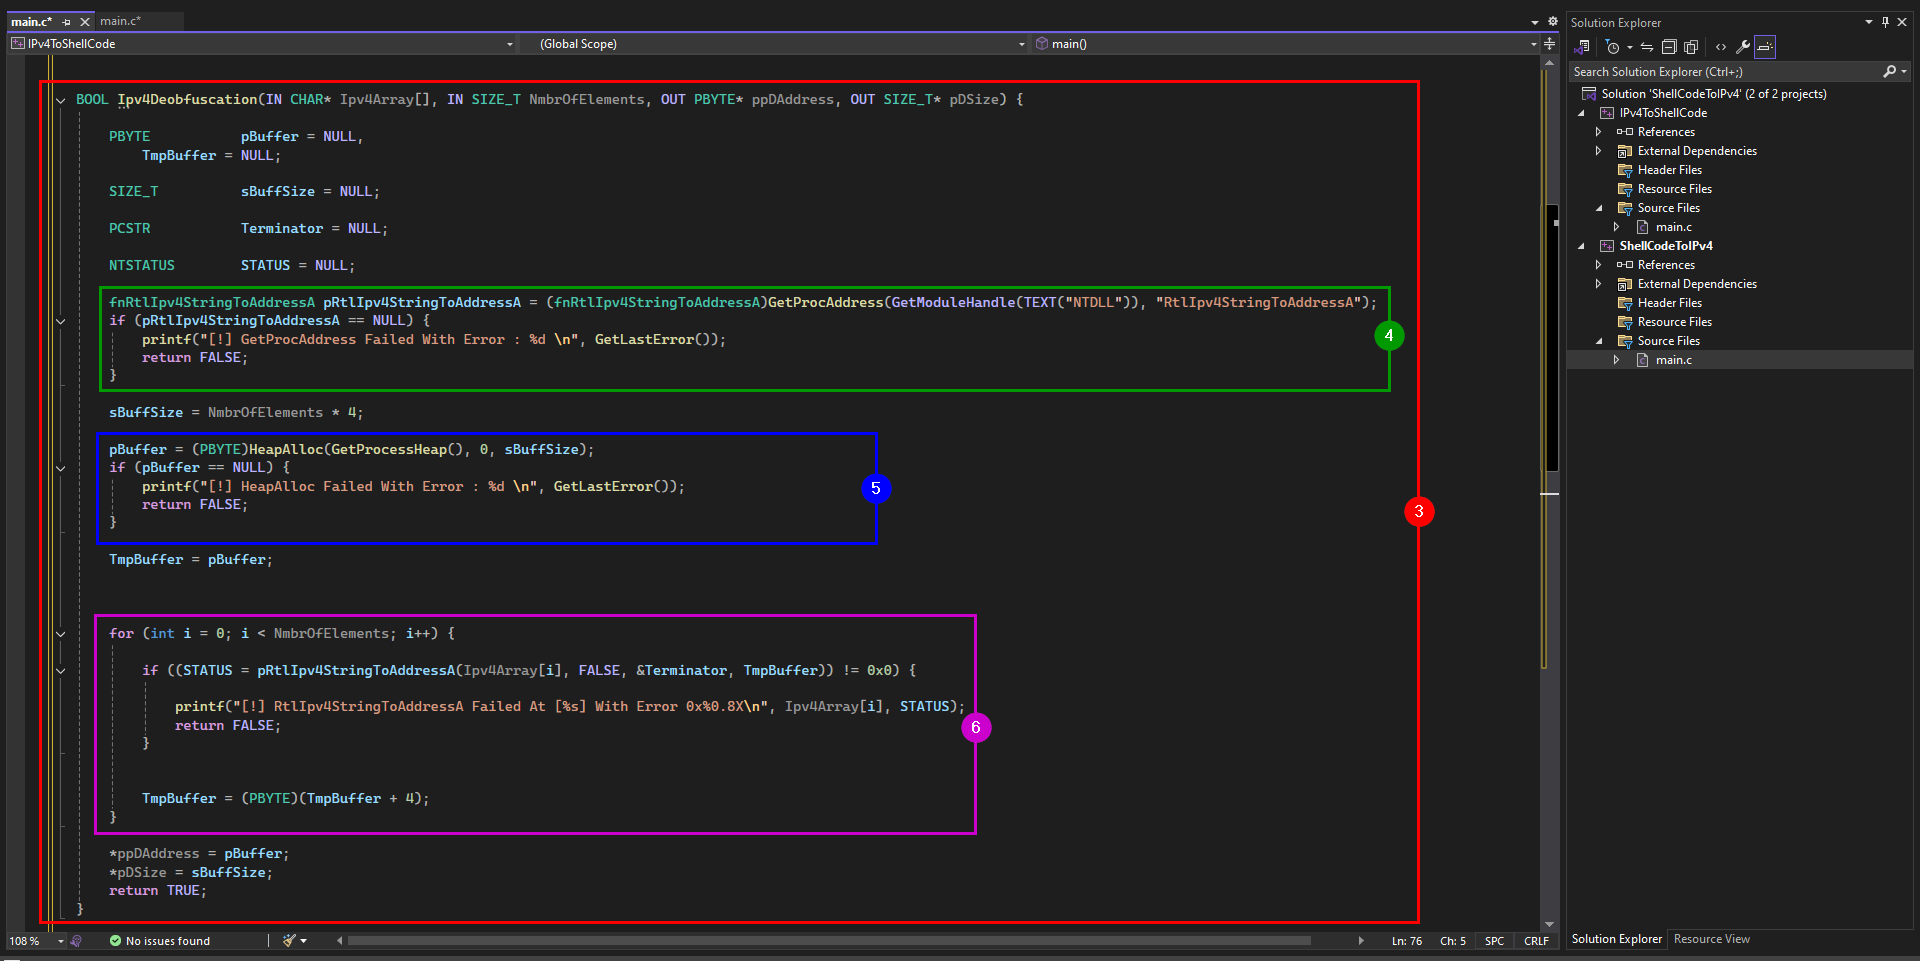 main.c*
main.c*
IPv4ToShellCode
(Global Scope)
main()
BOOL Ipv4Deobfuscation(IN CHAR* Ipv4Array[], IN SIZE_T NmbrOfElements, OUT PBYTE* ppDAddress, OUT SIZE_T* pDSize) {
PBYTE pBuffer = NULL,
TmpBuffer = NULL;
SIZE_T sBuffSize = NULL;
PCSTR Terminator = NULL;
NTSTATUS STATUS = NULL;
fnRtlIpv4StringToAddressA pRtlIpv4StringToAddressA = (fnRtlIpv4StringToAddressA)GetProcAddress(GetModuleHandle(TEXT("NTDLL")), "RtlIpv4StringToAddressA");
if (pRtlIpv4StringToAddressA == NULL) {
printf("[!] GetProcAddress Failed With Error : %d \n", GetLastError());
return FALSE;
}
4
sBuffSize = NmbrOfElements * 4;
pBuffer = (PBYTE)HeapAlloc(GetProcessHeap(), 0, sBuffSize);
if (pBuffer == NULL) {
printf("[!] HeapAlloc Failed With Error : %d \n", GetLastError());
return FALSE;
}
5
3
TmpBuffer = pBuffer;
for (int i = 0; i < NmbrOfElements; i++) {
if ((STATUS = pRtlIpv4StringToAddressA(Ipv4Array[i], FALSE, &Terminator, TmpBuffer)) != 0x0) {
printf("[!] RtlIpv4StringToAddressA Failed At [%s] With Error 0x%0.8X\n", Ipv4Array[i], STATUS);
return FALSE;
}
6
TmpBuffer = (PBYTE)(TmpBuffer + 4);
}
*ppDAddress = pBuffer;
*pDSize = sBuffSize;
return TRUE;
}
108 %
No issues found
Ln: 76
Ch: 5
SPC
CRLF
Solution Explorer
Search Solution Explorer (Ctrl+;)
Solution 'ShellCodeToIPv4' (2 of 2 projects)
IPv4ToShellCode
References
External Dependencies
Header Files
Resource Files
Source Files
main.c
ShellCodeToIPv4
References
External Dependencies
Header Files
Resource Files
Source Files
main.c
Solution Explorer
Resource View